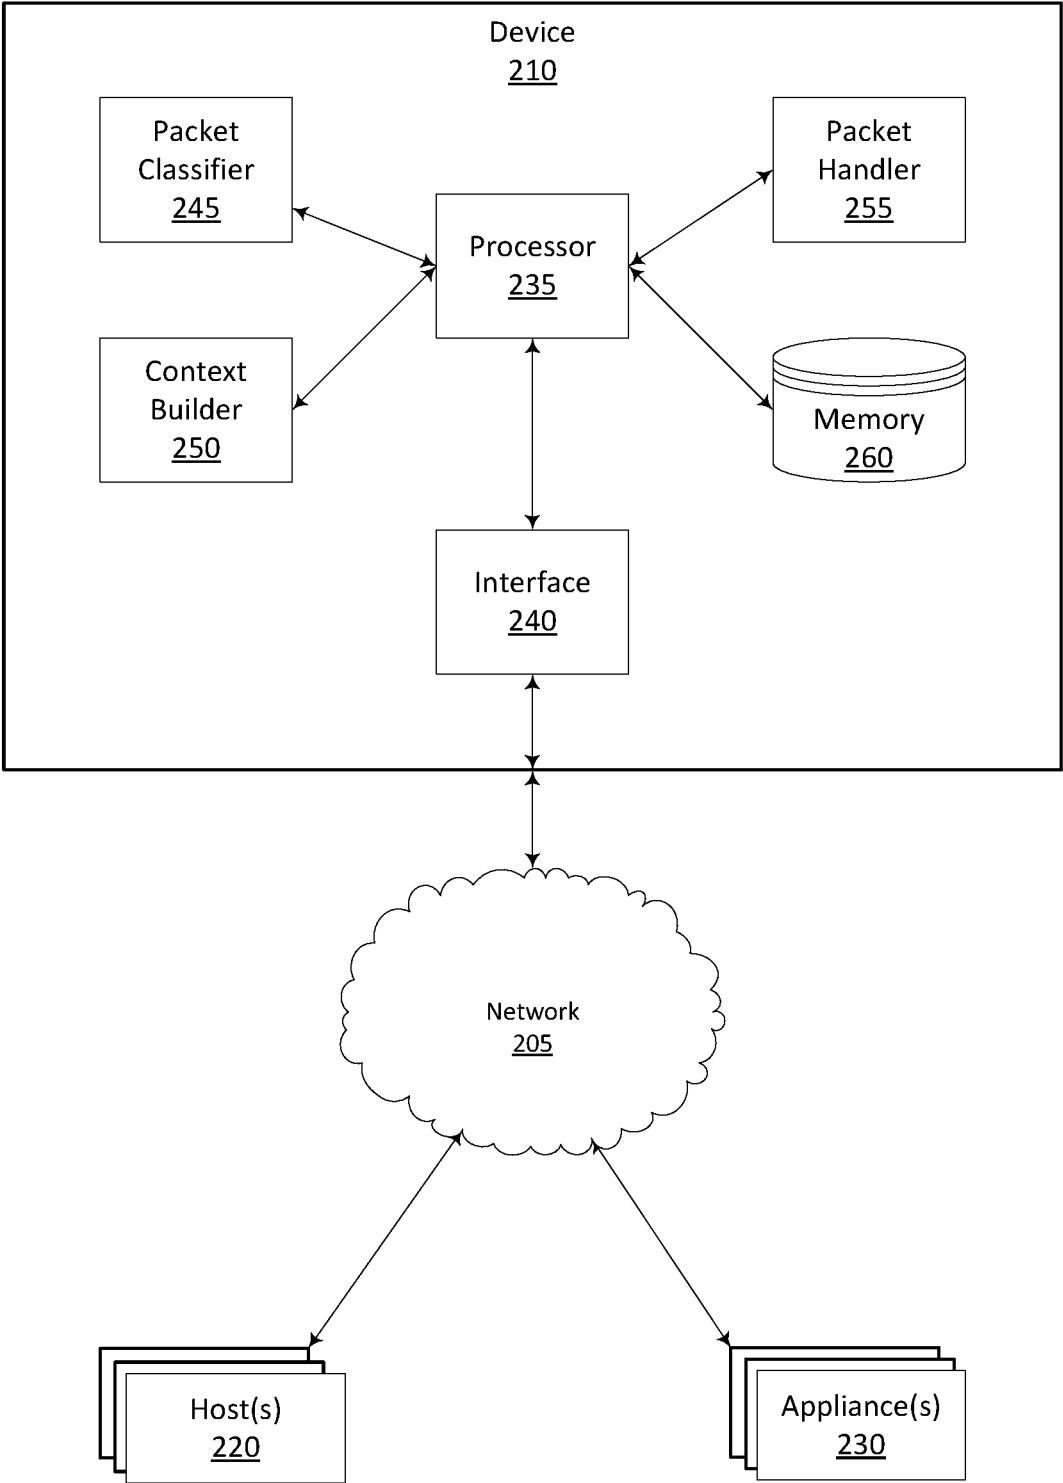 Device
210
Packet
Classifier
245
Packet
Handler
255
Processor
235
Context
Builder
250
Memory
260
Interface
240
Network
205
Host(s)
220
Appliance(s)
230